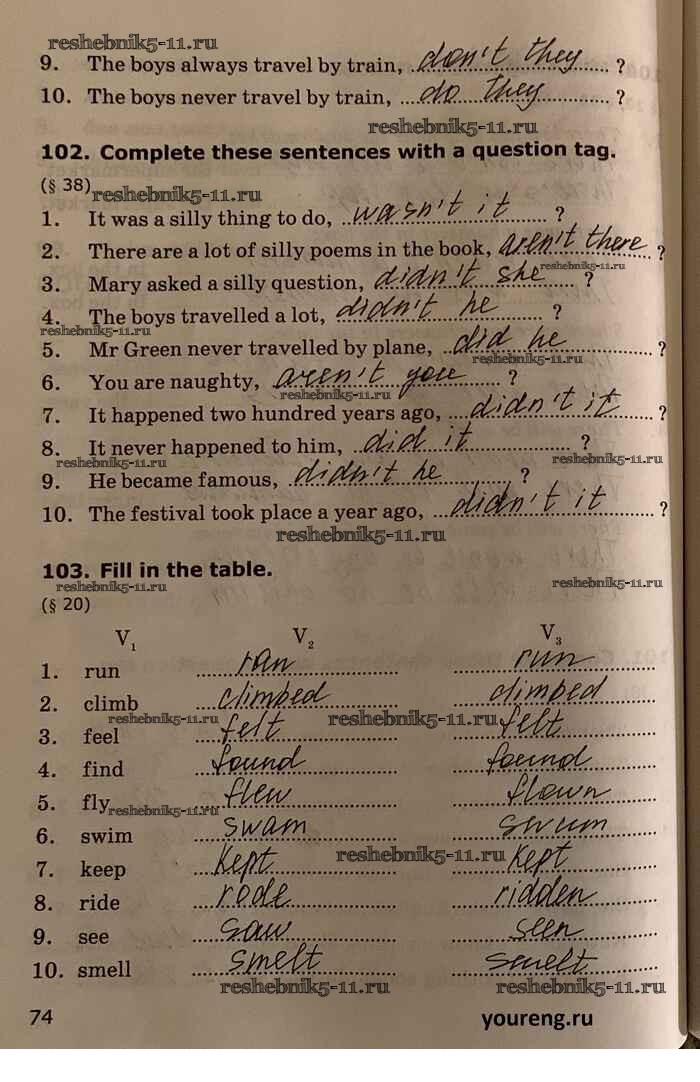 reshebnik5-11.ru
9. The boys always travel by train, don't they ?
10. The boys never travel by train, do they ?
reshebnik5-11.ru
102. Complete these sentences with a question tag.
(§ 38) reshebnik5-11.ru
1. It was a silly thing to do, wasn't it ?
2. There are a lot of silly poems in the book, aren't there ?
reshebnik5-11.ru
3. Mary asked a silly question, didn't she ?
4. The boys travelled a lot, didn't he ?
reshebnik5-11.ru
5. Mr Green never travelled by plane, did he ?
reshebnik5-11.ru
6. You are naughty, aren't you ?
reshebnik5-11.ru
7. It happened two hundred years ago, didn't it ?
8. It never happened to him, did it ?
reshebnik5-11.ru reshebnik5-11.ru
9. He became famous, didn't he ?
10. The festival took place a year ago, didn't it ?
reshebnik5-11.ru
103. Fill in the table.
reshebnik5-11.ru reshebnik5-11.ru
(§ 20)
V1 V2 V3
1. run ran run
2. climb climbed climbed
reshebnik5-11.ru reshebnik5-11.ru
3. feel felt felt
4. find found found
5. fly flew flown
reshebnik5-11.ru
6. swim swam swum
reshebnik5-11.ru
7. keep kept kept
8. ride rode ridden
9. see saw seen
10. smell smelt smelt
reshebnik5-11.ru reshebnik5-11.ru
74 youreng.ru